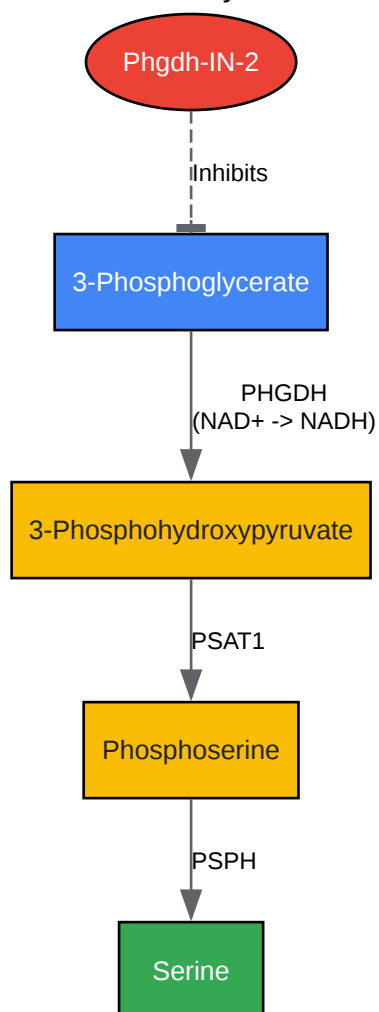 Phgdh-IN-2
Inhibits
3-Phosphoglycerate
PHGDH
(NAD+ -> NADH)
3-Phosphohydroxypyruvate
PSAT1
Phosphoserine
PSPH
Serine